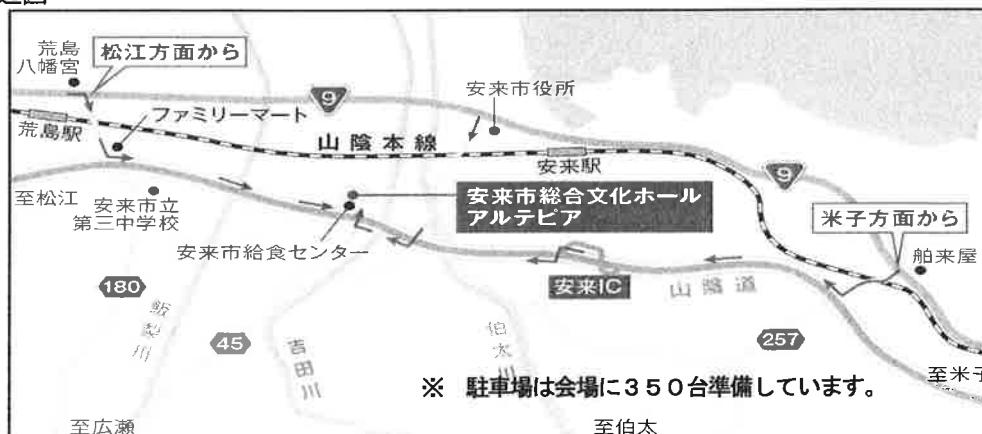 荒島
八幡宮
松江方面から
9
安来市役所
荒島駅
ファミリーマート
山陰本線
安来駅
9
至松江
安来市立
第三中学校
安来市総合文化ホール
アルテピア
米子方面から
安来市給食センター
舶来屋
安来IC
山陰道
180
飯梨川
45
吉田川
伯太川
257
※　駐車場は会場に３５０台準備しています。
至米子
至広瀬
至伯太